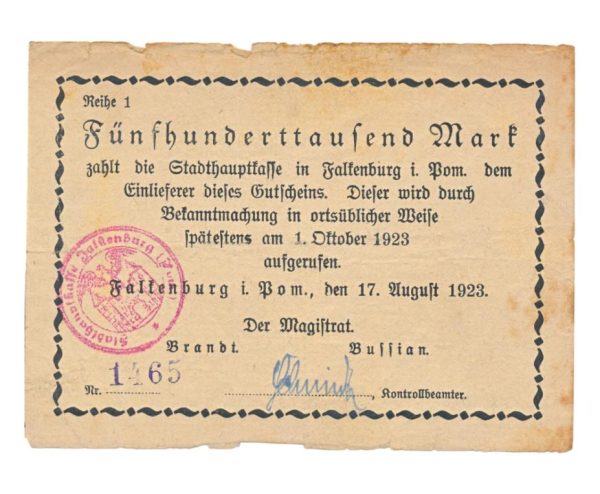 Reihe 1
Fünfhunderttausend Mark
zahlt die Stadthauptkasse in Falkenburg i. Pom. dem
Einlieferer dieses Gutscheins. Dieser wird durch
Bekanntmachung in ortsüblicher Weise
spätestens am 1. Oktober 1923
aufgerufen.
Stadthauptkasse Falkenburg
Falkenburg i. Pom., den 17. August 1923.
Der Magistrat.
Brandt. Bussian.
Nr. 1465 , Kontrollbeamter.